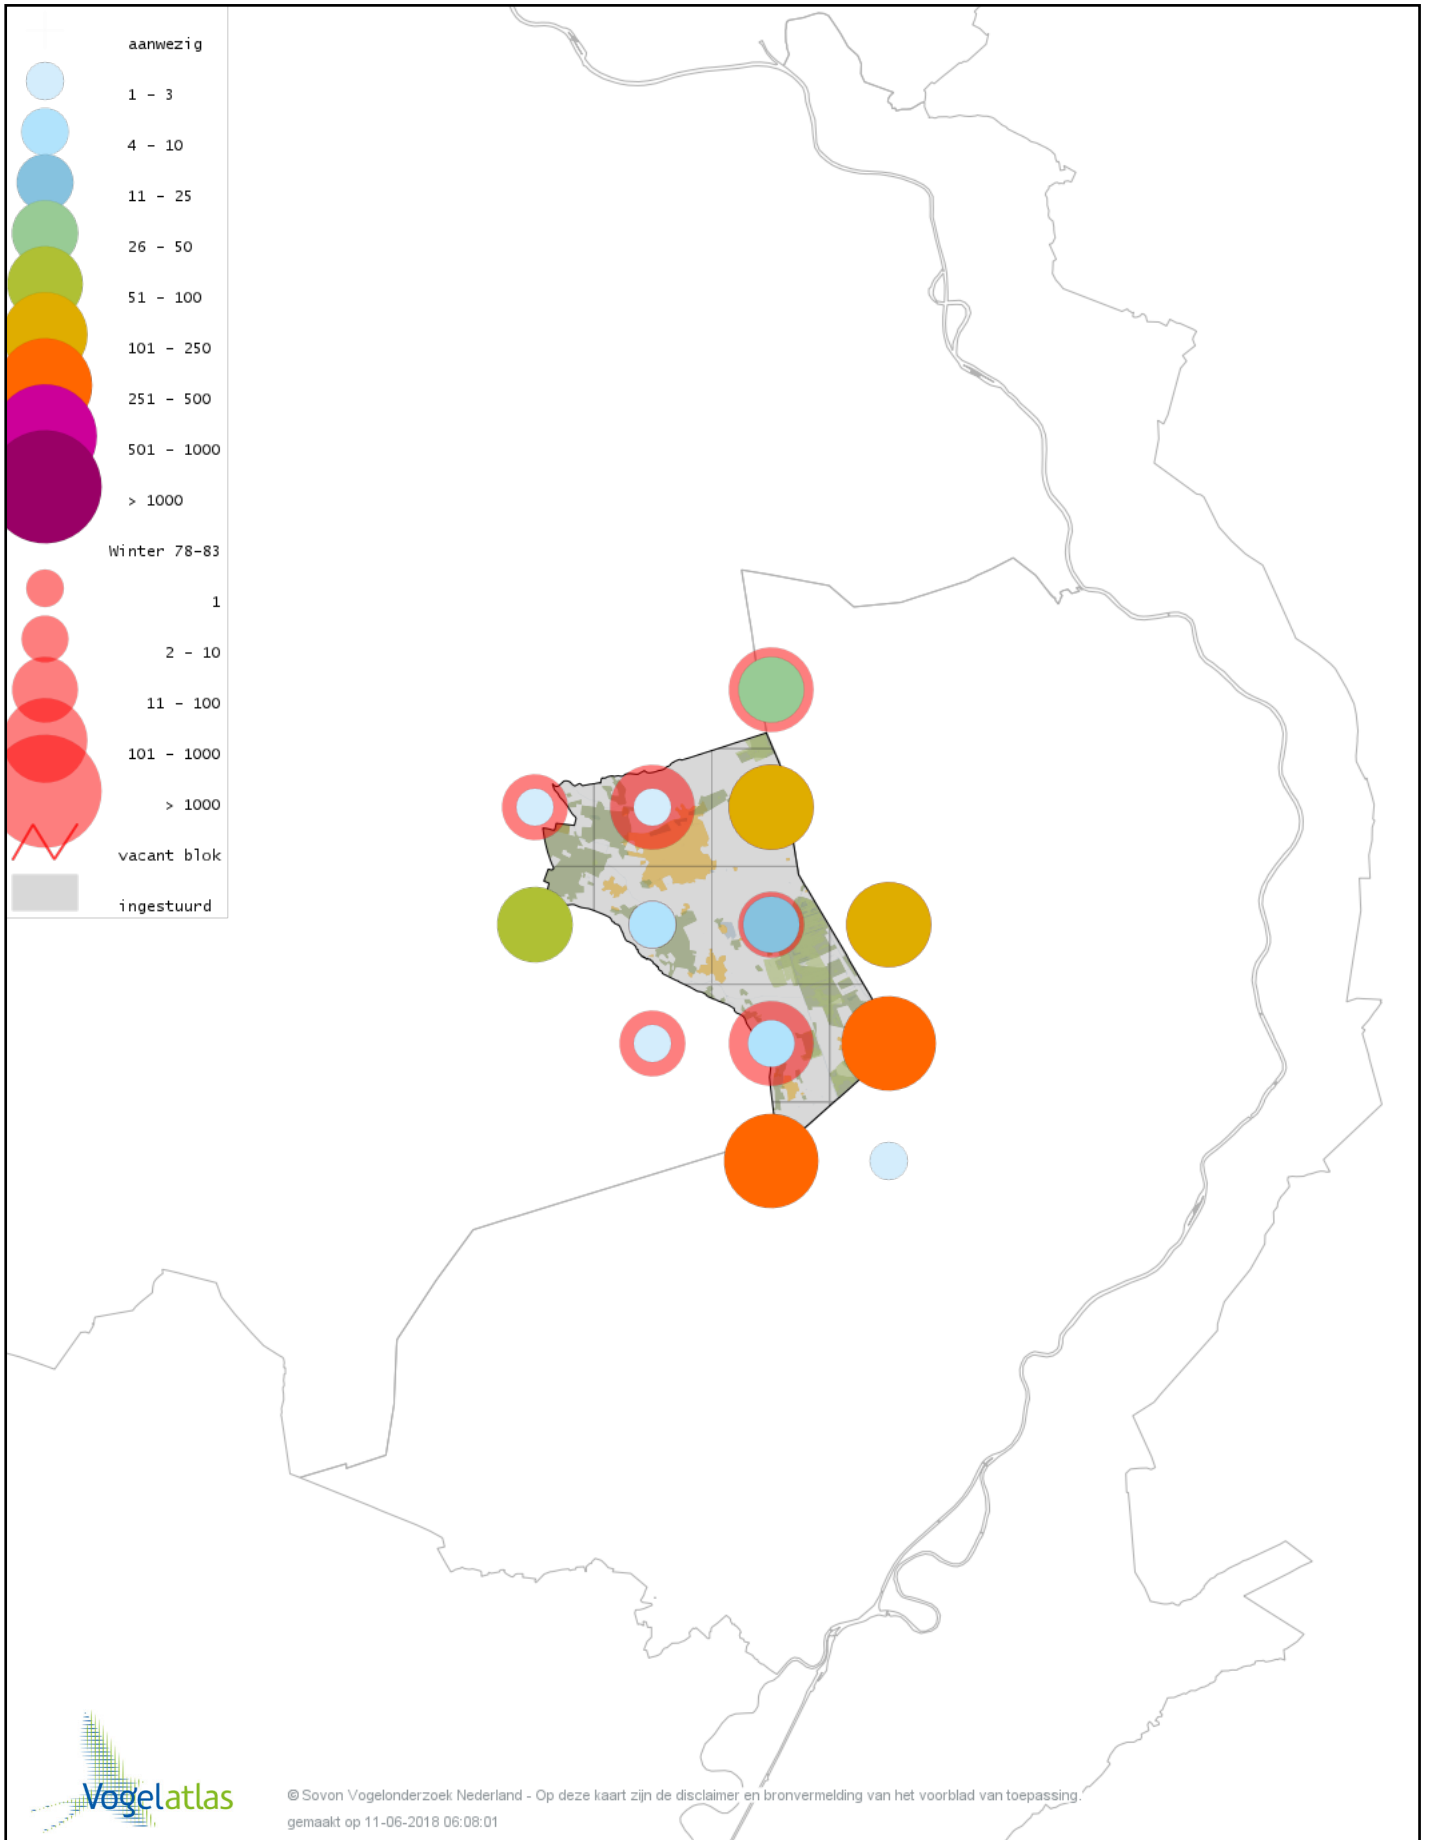 aanwezig
1 - 3
4 - 10
11 - 25
26 - 50
51 - 100
101 - 250
251 - 500
501 - 1000
> 1000
Winter 78-83
1
2 - 10
11 - 100
101 - 1000
> 1000
vacant blok
ingestuurd
Vogelatlas
© Sovon Vogelonderzoek Nederland - Op deze kaart zijn de disclaimer en bronvermelding van het voorblad van toepassing.
gemaakt op 11-06-2018 06:08:01